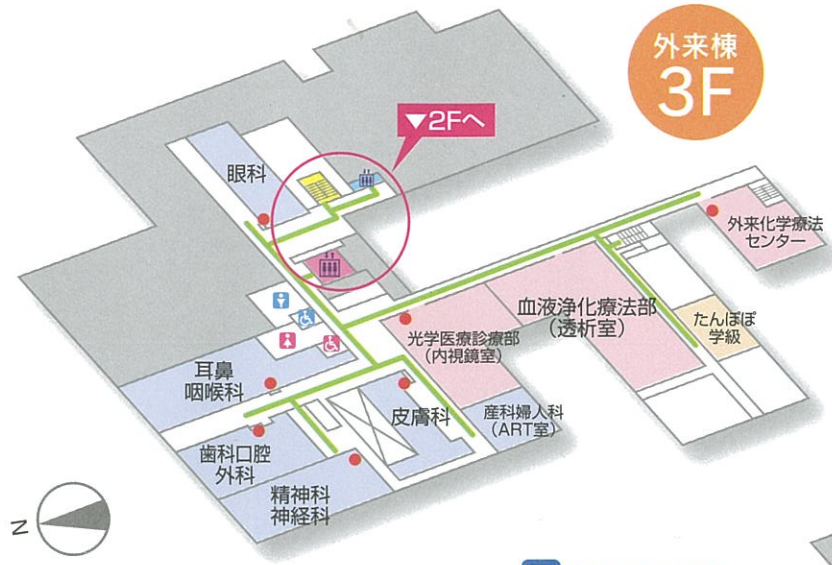 外来棟
3F
▼2Fへ
眼科
外来化学療法
センター
血液浄化療法部
(透析室)
たんぽぽ
学級
光学医療診療部
(内視鏡室)
耳鼻
咽喉科
皮膚科
産科婦人科
(ART室)
歯科口腔
外科
精神科
神経科
N